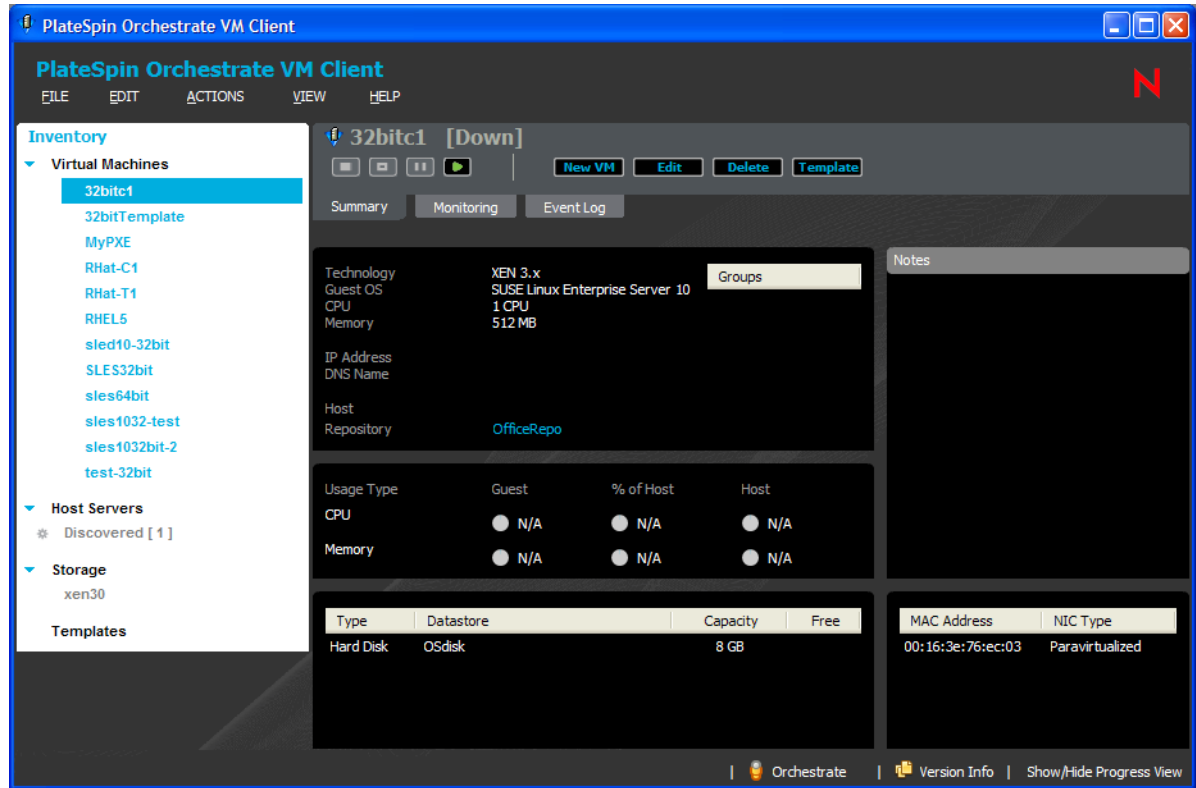 PlateSpin Orchestrate VM Client
PlateSpin Orchestrate VM Client
FILE EDIT ACTIONS VIEW HELP
N
Inventory
Virtual Machines
32bitc1
32bitTemplate
MyPXE
RHat-C1
RHat-T1
RHEL5
sled10-32bit
SLES32bit
sles64bit
sles1032-test
sles1032bit-2
test-32bit
Host Servers
Discovered [ 1 ]
Storage
xen30
Templates
32bitc1 [Down]
New VM Edit Delete Template
Summary Monitoring Event Log
Technology XEN 3.x
Guest OS SUSE Linux Enterprise Server 10
CPU 1 CPU
Memory 512 MB
IP Address
DNS Name
Host
Repository OfficeRepo
Groups
Notes
Usage Type Guest % of Host Host
CPU N/A N/A N/A
Memory N/A N/A N/A
Type Datastore Capacity Free
Hard Disk OSdisk 8 GB
MAC Address NIC Type
00:16:3e:76:ec:03 Paravirtualized
| Orchestrate | Version Info | Show/Hide Progress View